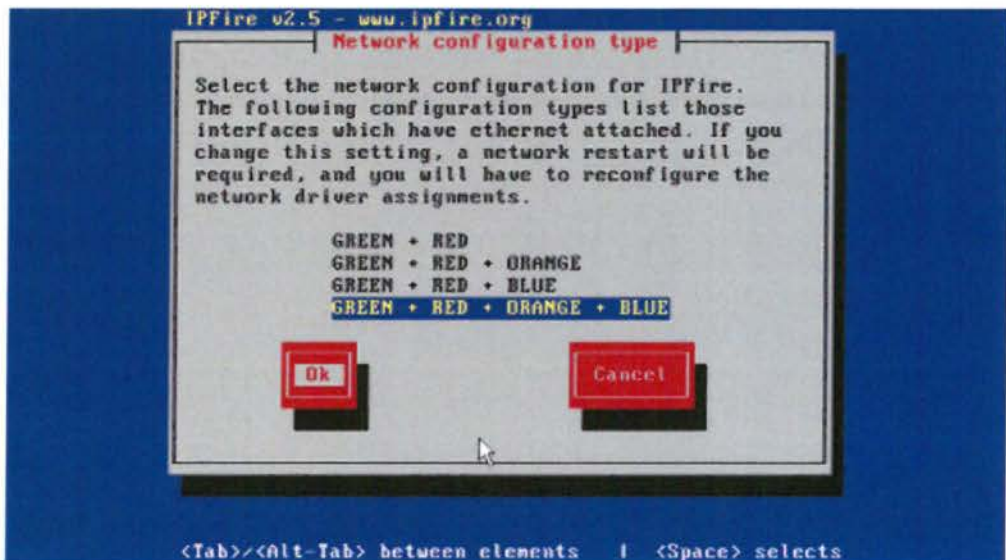 IPFire v2.5 - www.ipfire.org
Network configuration type
Select the network configuration for IPFire.
The following configuration types list those
interfaces which have ethernet attached. If you
change this setting, a network restart will be
required, and you will have to reconfigure the
network driver assignments.
GREEN + RED
GREEN + RED + ORANGE
GREEN + RED + BLUE
GREEN + RED + ORANGE + BLUE
Ok Cancel
<Tab>/<Alt-Tab> between elements | <Space> selects